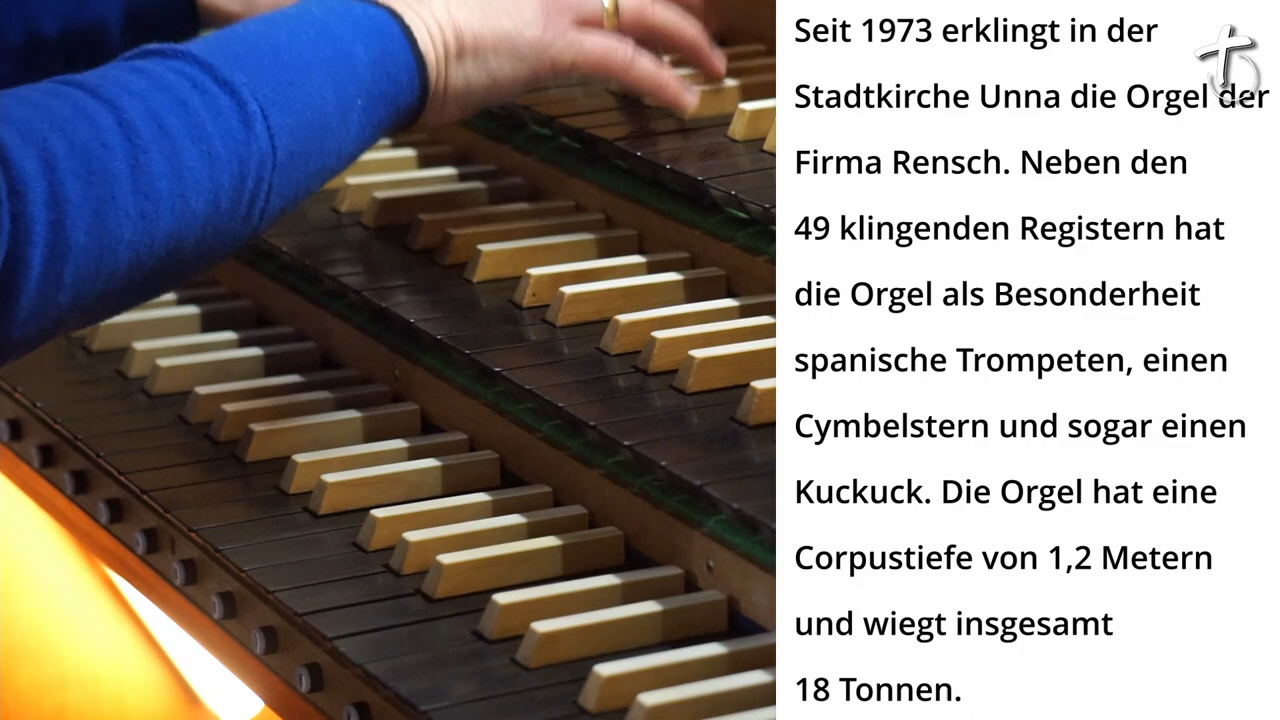 Seit 1973 erklingt in der
Stadtkirche Unna die Orgel der
Firma Rensch. Neben den
49 klingenden Registern hat
die Orgel als Besonderheit
spanische Trompeten, einen
Cymbelstern und sogar einen
Kuckuck. Die Orgel hat eine
Corpustiefe von 1,2 Metern
und wiegt insgesamt
18 Tonnen.